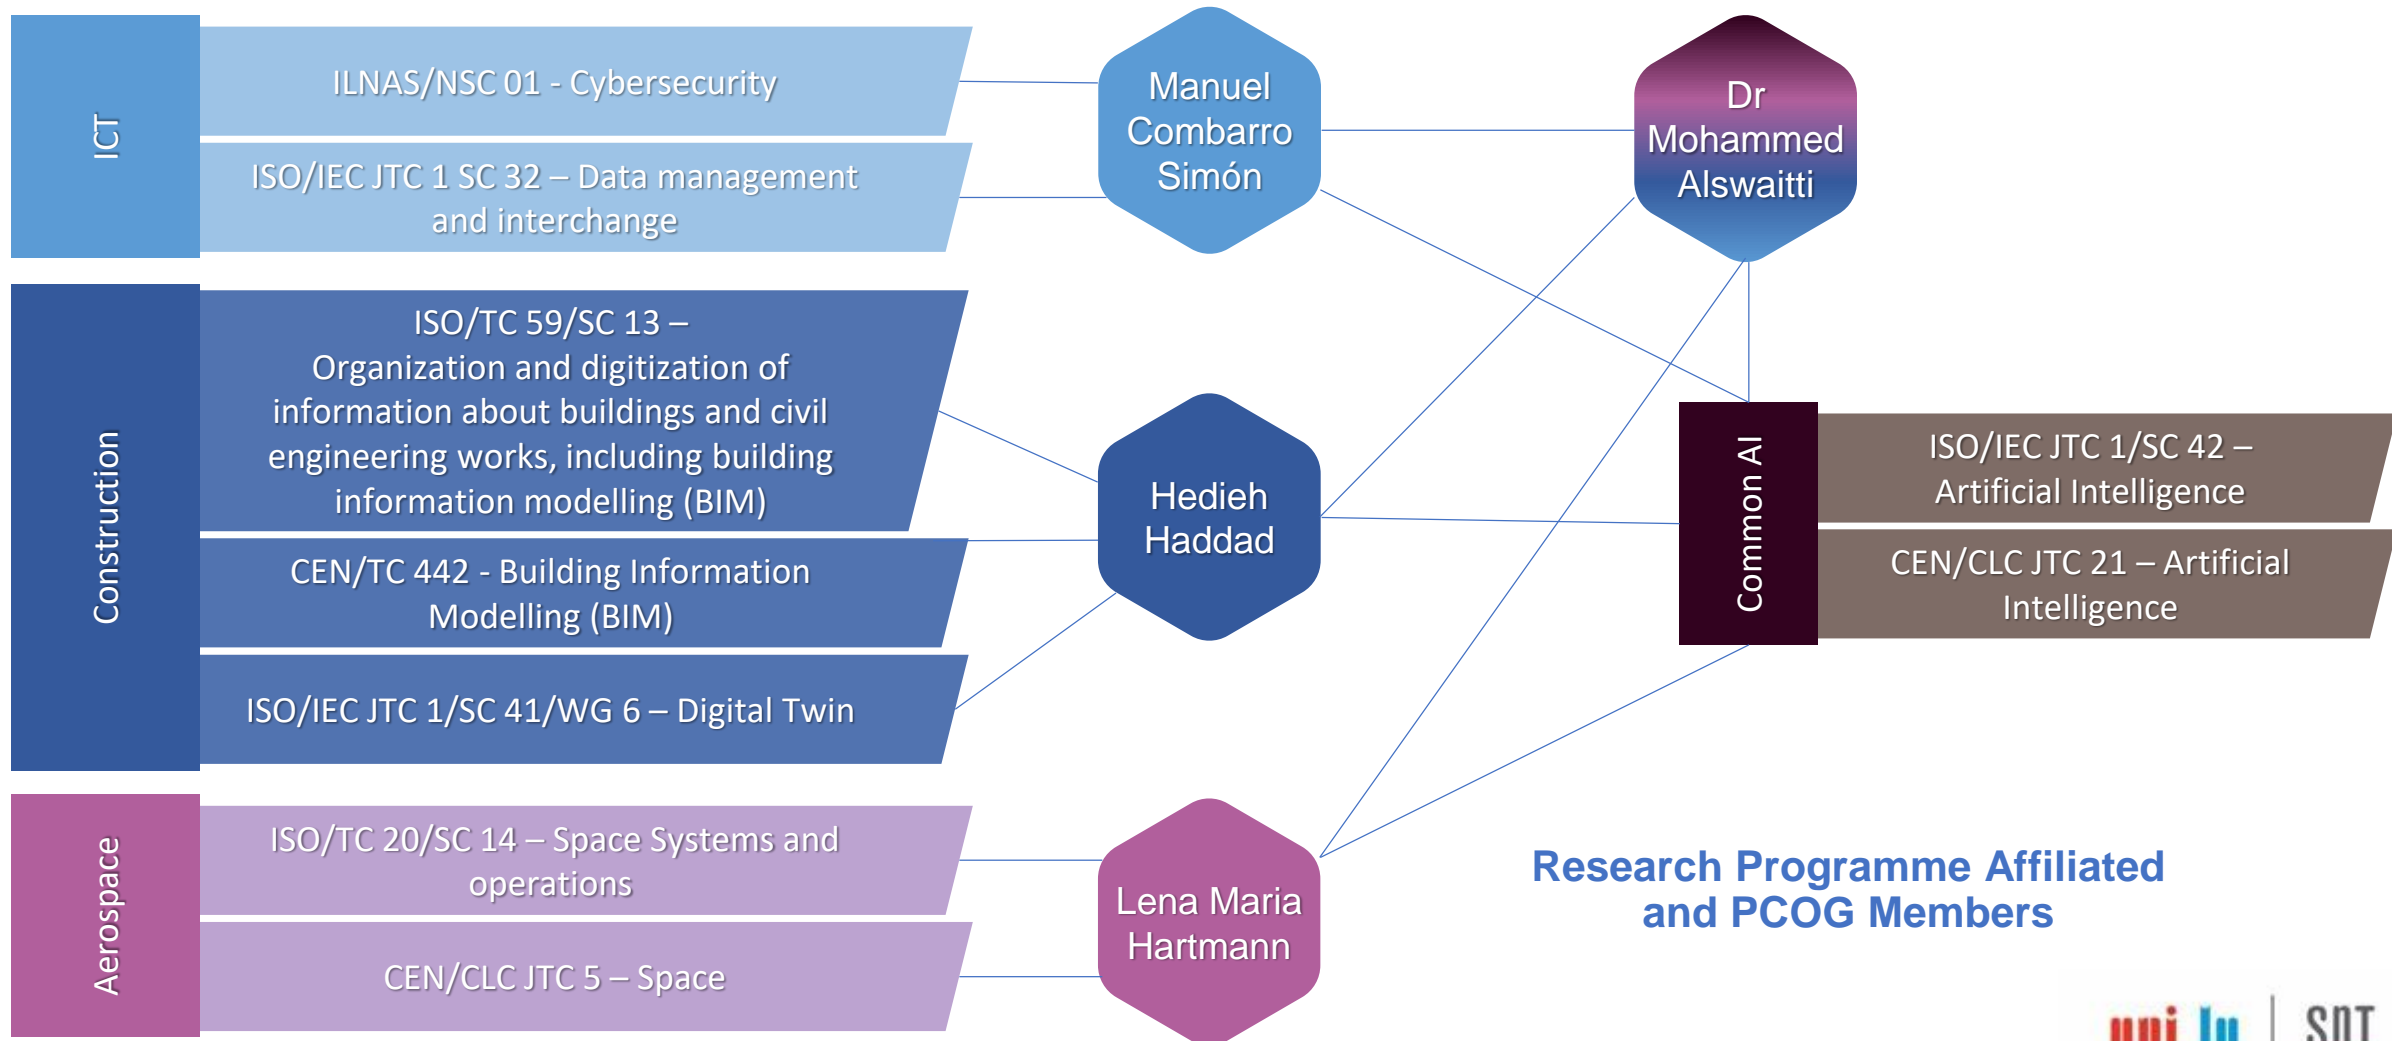 ICT
ILNAS/NSC 01 - Cybersecurity
ISO/IEC JTC 1 SC 32 – Data management
and interchange
Manuel
Combarro
Simón
Dr
Mohammed
Alswaitti
Construction
ISO/TC 59/SC 13 –
Organization and digitization of
information about buildings and civil
engineering works, including building
information modelling (BIM)
CEN/TC 442 - Building Information
Modelling (BIM)
ISO/IEC JTC 1/SC 41/WG 6 – Digital Twin
Hedieh
Haddad
Common AI
ISO/IEC JTC 1/SC 42 –
Artificial Intelligence
CEN/CLC JTC 21 – Artificial
Intelligence
Aerospace
ISO/TC 20/SC 14 – Space Systems and
operations
CEN/CLC JTC 5 – Space
Lena Maria
Hartmann
Research Programme Affiliated
and PCOG Members
uni lu
SNT